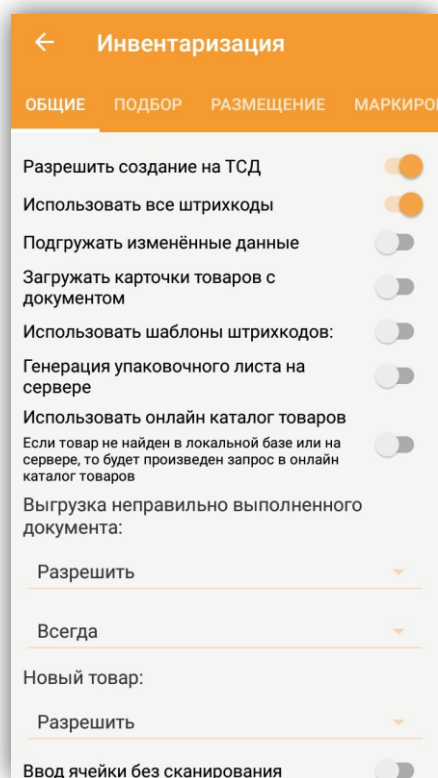 Инвентаризация
ОБЩИЕ ПОДБОР РАЗМЕЩЕНИЕ МАРКИРО
Разрешить создание на ТСД
Использовать все штрихкоды
Подгружать изменённые данные
Загружать карточки товаров с
документом
Использовать шаблоны штрихкодов:
Генерация упаковочного листа на
сервере
Использовать онлайн каталог товаров
Если товар не найден в локальной базе или на
сервере, то будет произведен запрос в онлайн
каталог товаров
Выгрузка неправильно выполненного
документа:
Разрешить
Всегда
Новый товар:
Разрешить
Ввод ячейки без сканирования